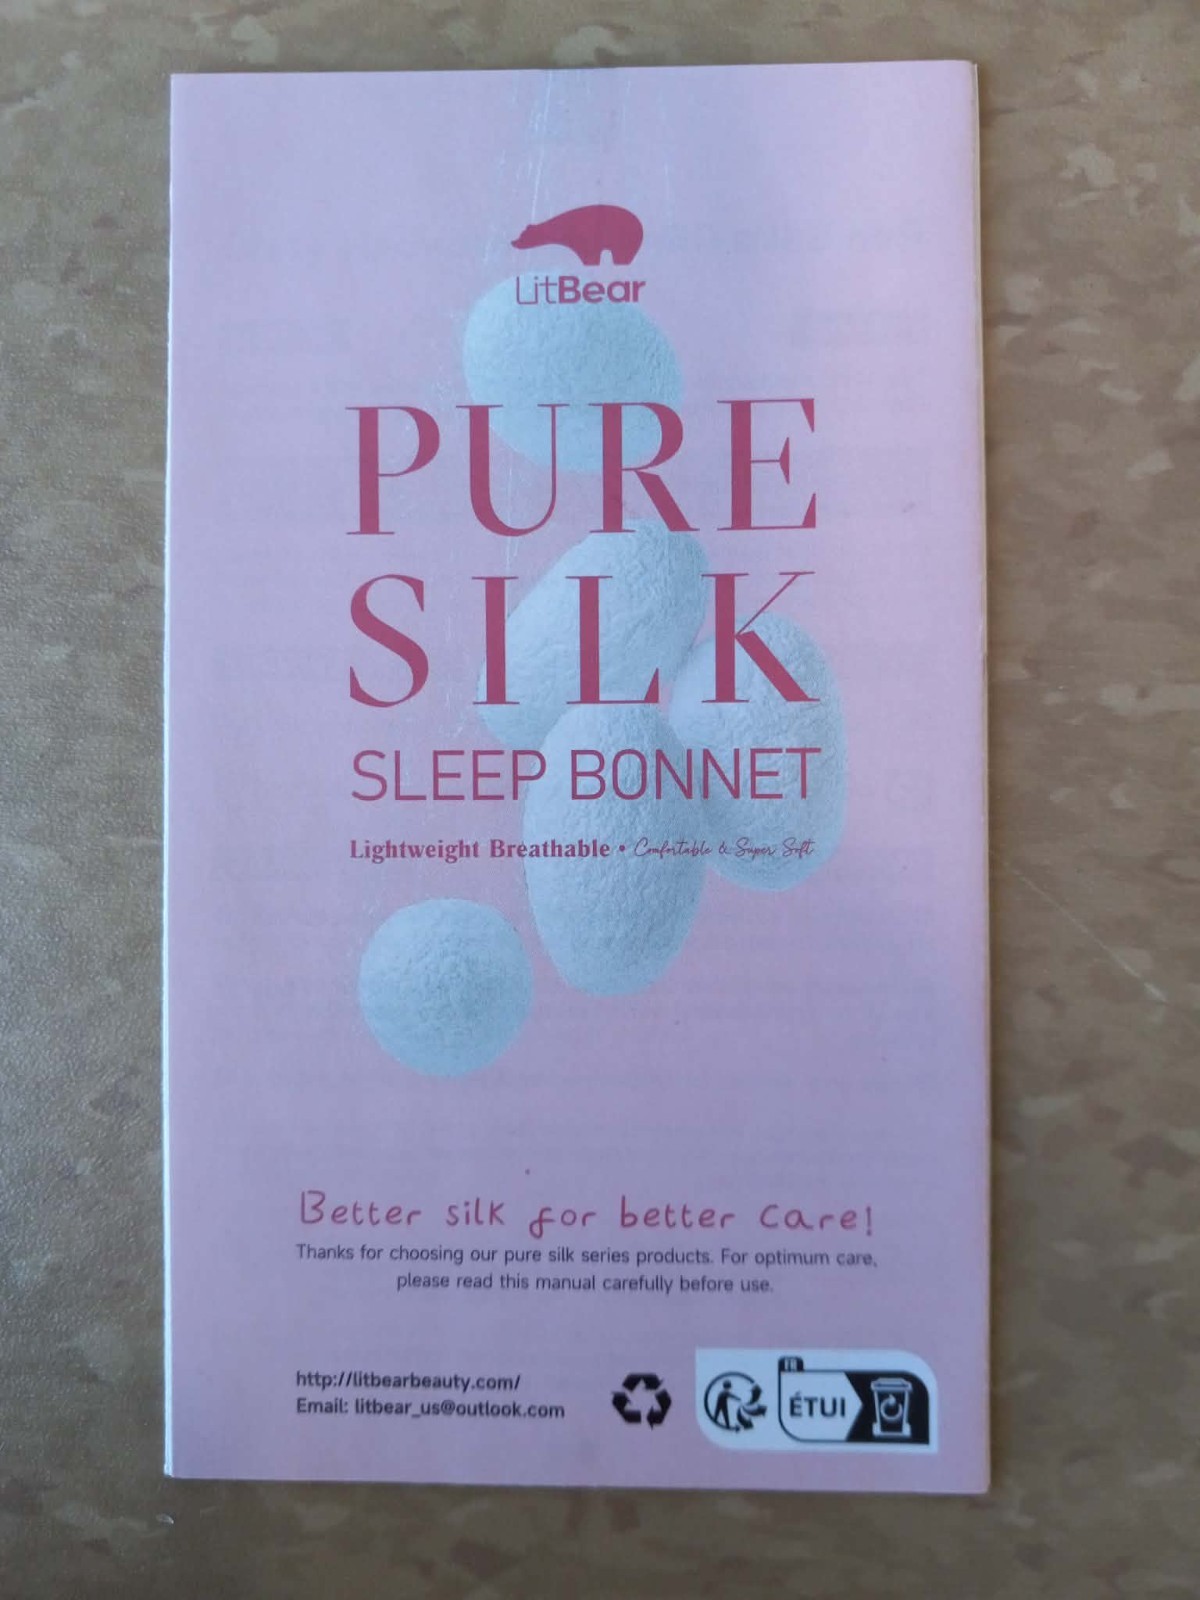 LitBear
PURE
SILK
SLEEP BONNET
Lightweight Breathable • Comfortable & Super Soft
Better silk for better care!
Thanks for choosing our pure silk series products. For optimum care,
please read this manual carefully before use.
http://litbearbeauty.com/
Email: litbear_us@outlook.com
FR
ÉTUI